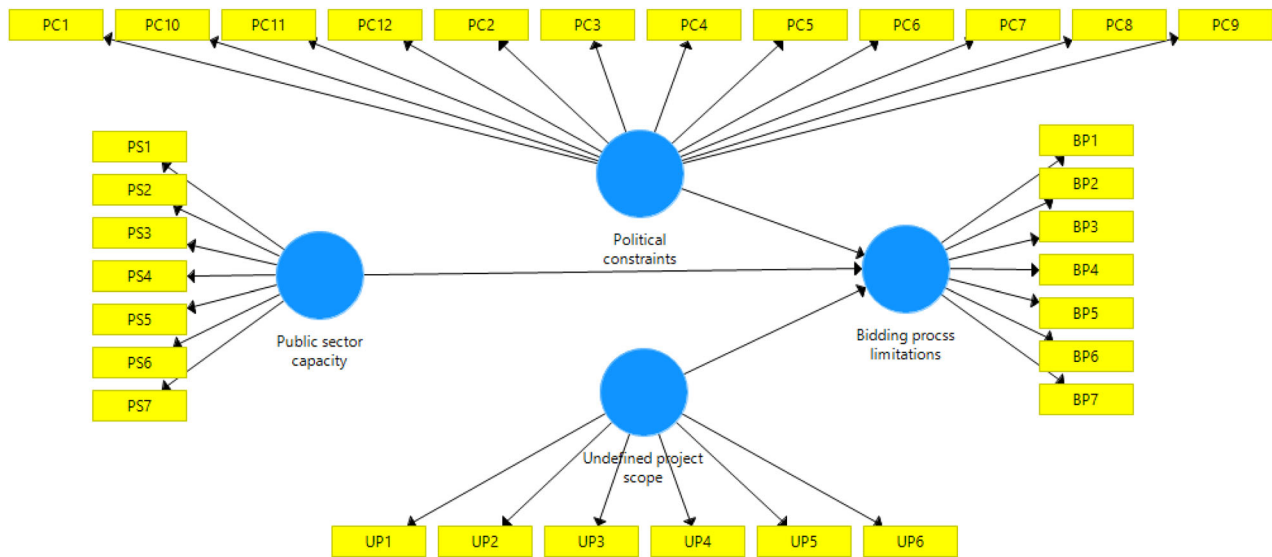 PC1
PC10
PC11
PC12
PC2
PC3
PC4
PC5
PC6
PC7
PC8
PC9
PS1
PS2
PS3
PS4
PS5
PS6
PS7
Political
constraints
Public sector
capacity
Bidding procss
limitations
BP1
BP2
BP3
BP4
BP5
BP6
BP7
Undefined project
scope
UP1
UP2
UP3
UP4
UP5
UP6